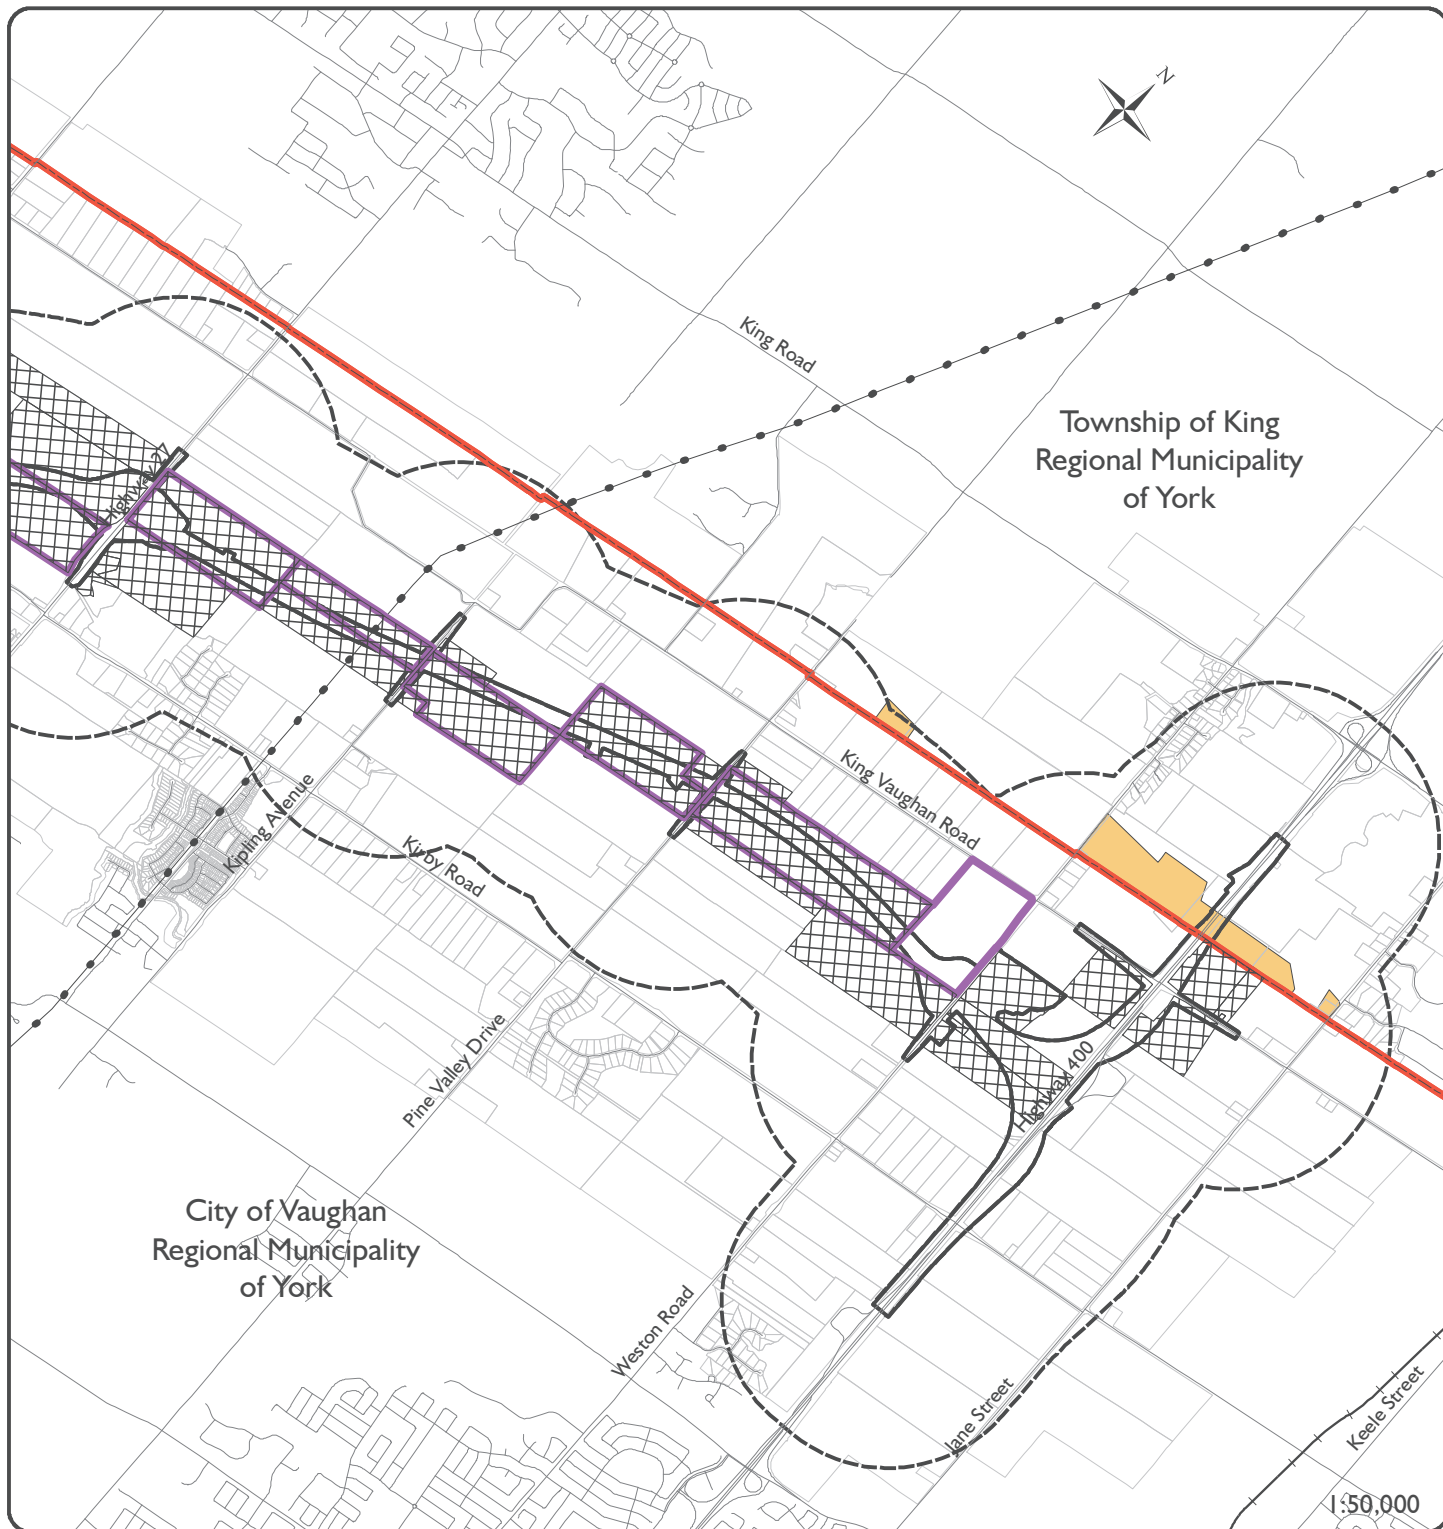 N
King Road
Township of King
Regional Municipality
of York
Highway 27
King Vaughan Road
Kipling Avenue
Kirby Road
Pine Valley Drive
Highway 400
City of Vaughan
Regional Municipality
of York
Weston Road
Jane Street
Keele Street
1:50,000